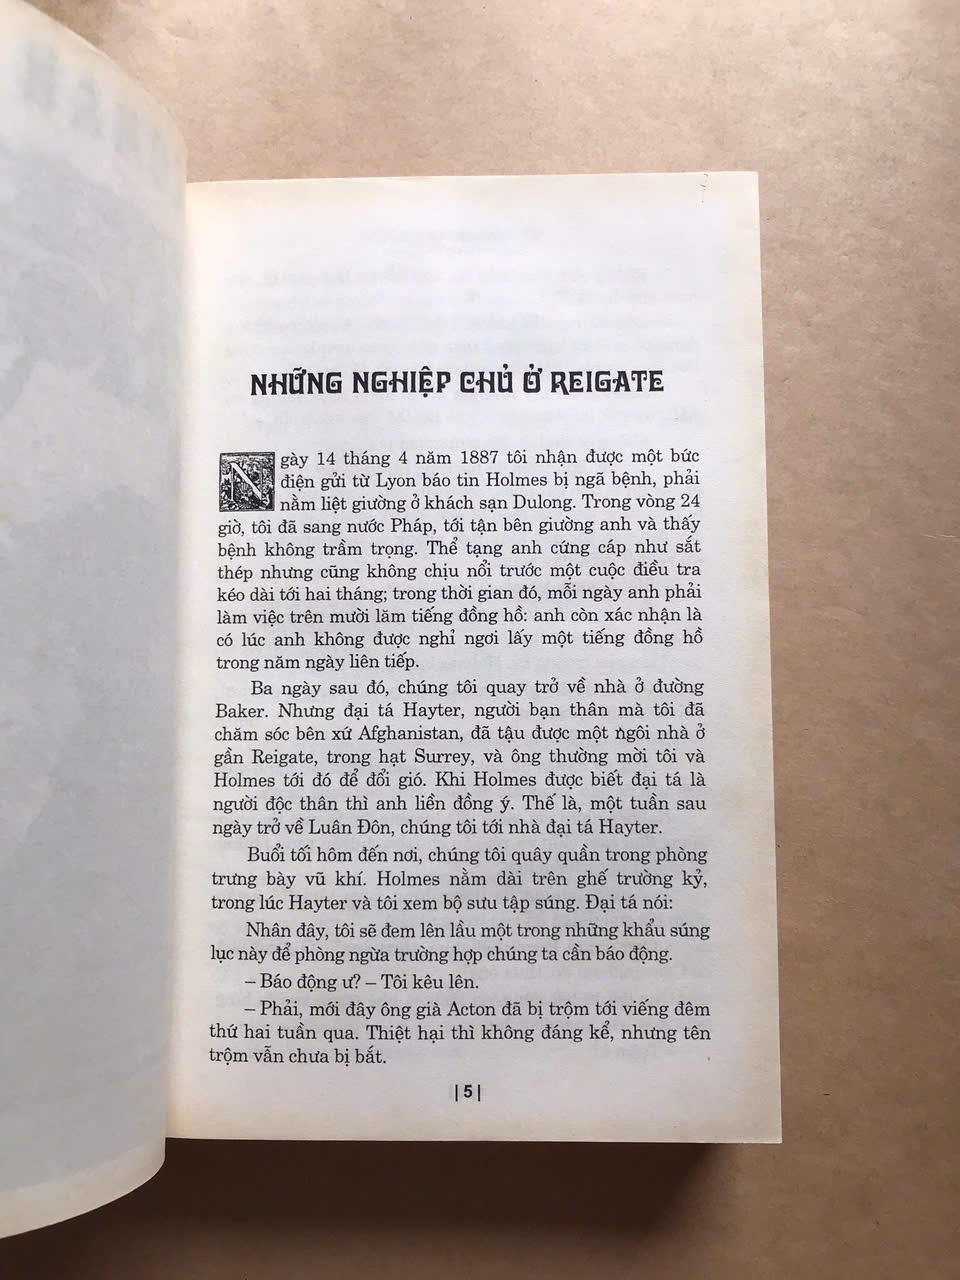 NHỮNG NGHIỆP CHỦ Ở REIGATE
Ngày 14 tháng 4 năm 1887 tôi nhận được một bức
điện gửi từ Lyon báo tin Holmes bị ngã bệnh, phải
nằm liệt giường ở khách sạn Dulong. Trong vòng 24
giờ, tôi đã sang nước Pháp, tới tận bên giường anh và thấy
bệnh không trầm trọng. Thể tạng anh cứng cáp như sắt
thép nhưng cũng không chịu nổi trước một cuộc điều tra
kéo dài tới hai tháng; trong thời gian đó, mỗi ngày anh phải
làm việc trên mười lăm tiếng đồng hồ: anh còn xác nhận là
có lúc anh không được nghỉ ngơi lấy một tiếng đồng hồ
trong năm ngày liên tiếp.
Ba ngày sau đó, chúng tôi quay trở về nhà ở đường
Baker. Nhưng đại tá Hayter, người bạn thân mà tôi đã
chăm sóc bên xứ Afghanistan, đã tậu được một ngôi nhà ở
gần Reigate, trong hạt Surrey, và ông thường mời tôi và
Holmes tới đó để đổi gió. Khi Holmes được biết đại tá là
người độc thân thì anh liền đồng ý. Thế là, một tuần sau
ngày trở về Luân Đôn, chúng tôi tới nhà đại tá Hayter.
Buổi tối hôm đến nơi, chúng tôi quây quần trong phòng
trưng bày vũ khí. Holmes nằm dài trên ghế trường kỷ,
trong lúc Hayter và tôi xem bộ sưu tập súng. Đại tá nói:
Nhân đây, tôi sẽ đem lên lầu một trong những khẩu súng
lục này để phòng ngừa trường hợp chúng ta cần báo động.
– Báo động ư? – Tôi kêu lên.
– Phải, mới đây ông già Acton đã bị trộm tới viếng đêm
thứ hai tuần qua. Thiệt hại thì không đáng kể, nhưng tên
trộm vẫn chưa bị bắt.
| 5 |